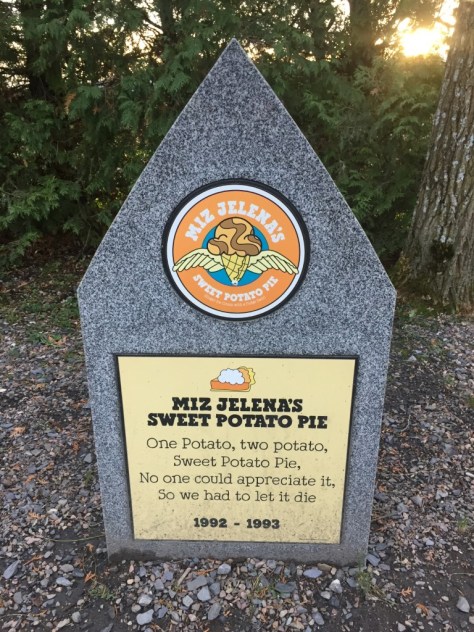 MIZ JELENA'S
SWEET POTATO PIE
MIZ JELENA'S
SWEET POTATO PIE
One Potato, two potato,
Sweet Potato Pie,
No one could appreciate it,
So we had to let it die
1992 - 1993